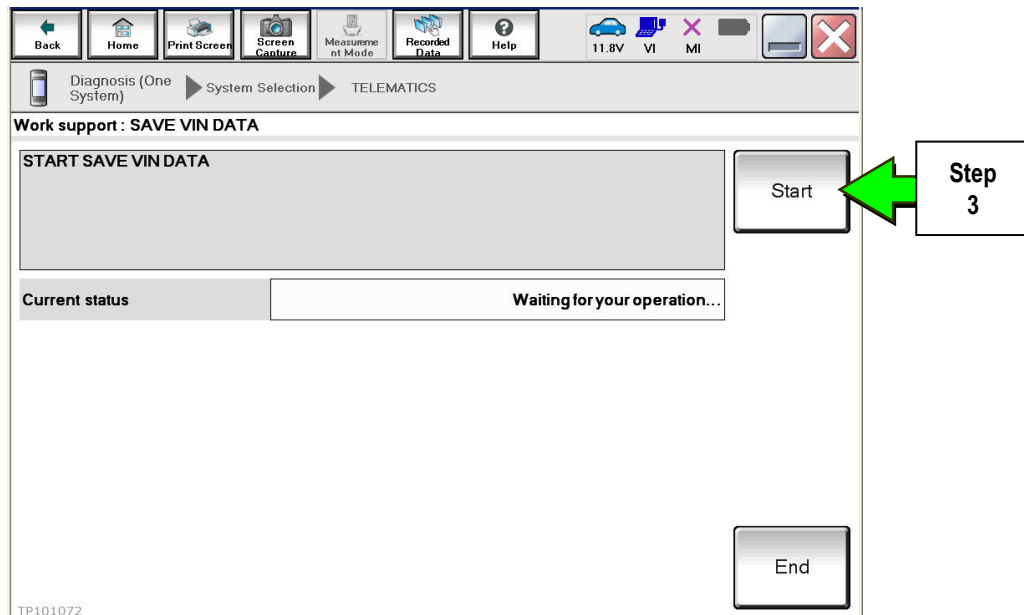 Back
Home
Print Screen
Screen
Capture
Measureme
nt Mode
Recorded
Data
Help
11.8V
VI
MI
Diagnosis (One
System)
System Selection
TELEMATICS
Work support : SAVE VIN DATA
START SAVE VIN DATA
Start
Step
3
Current status
Waiting for your operation...
End
TP101072